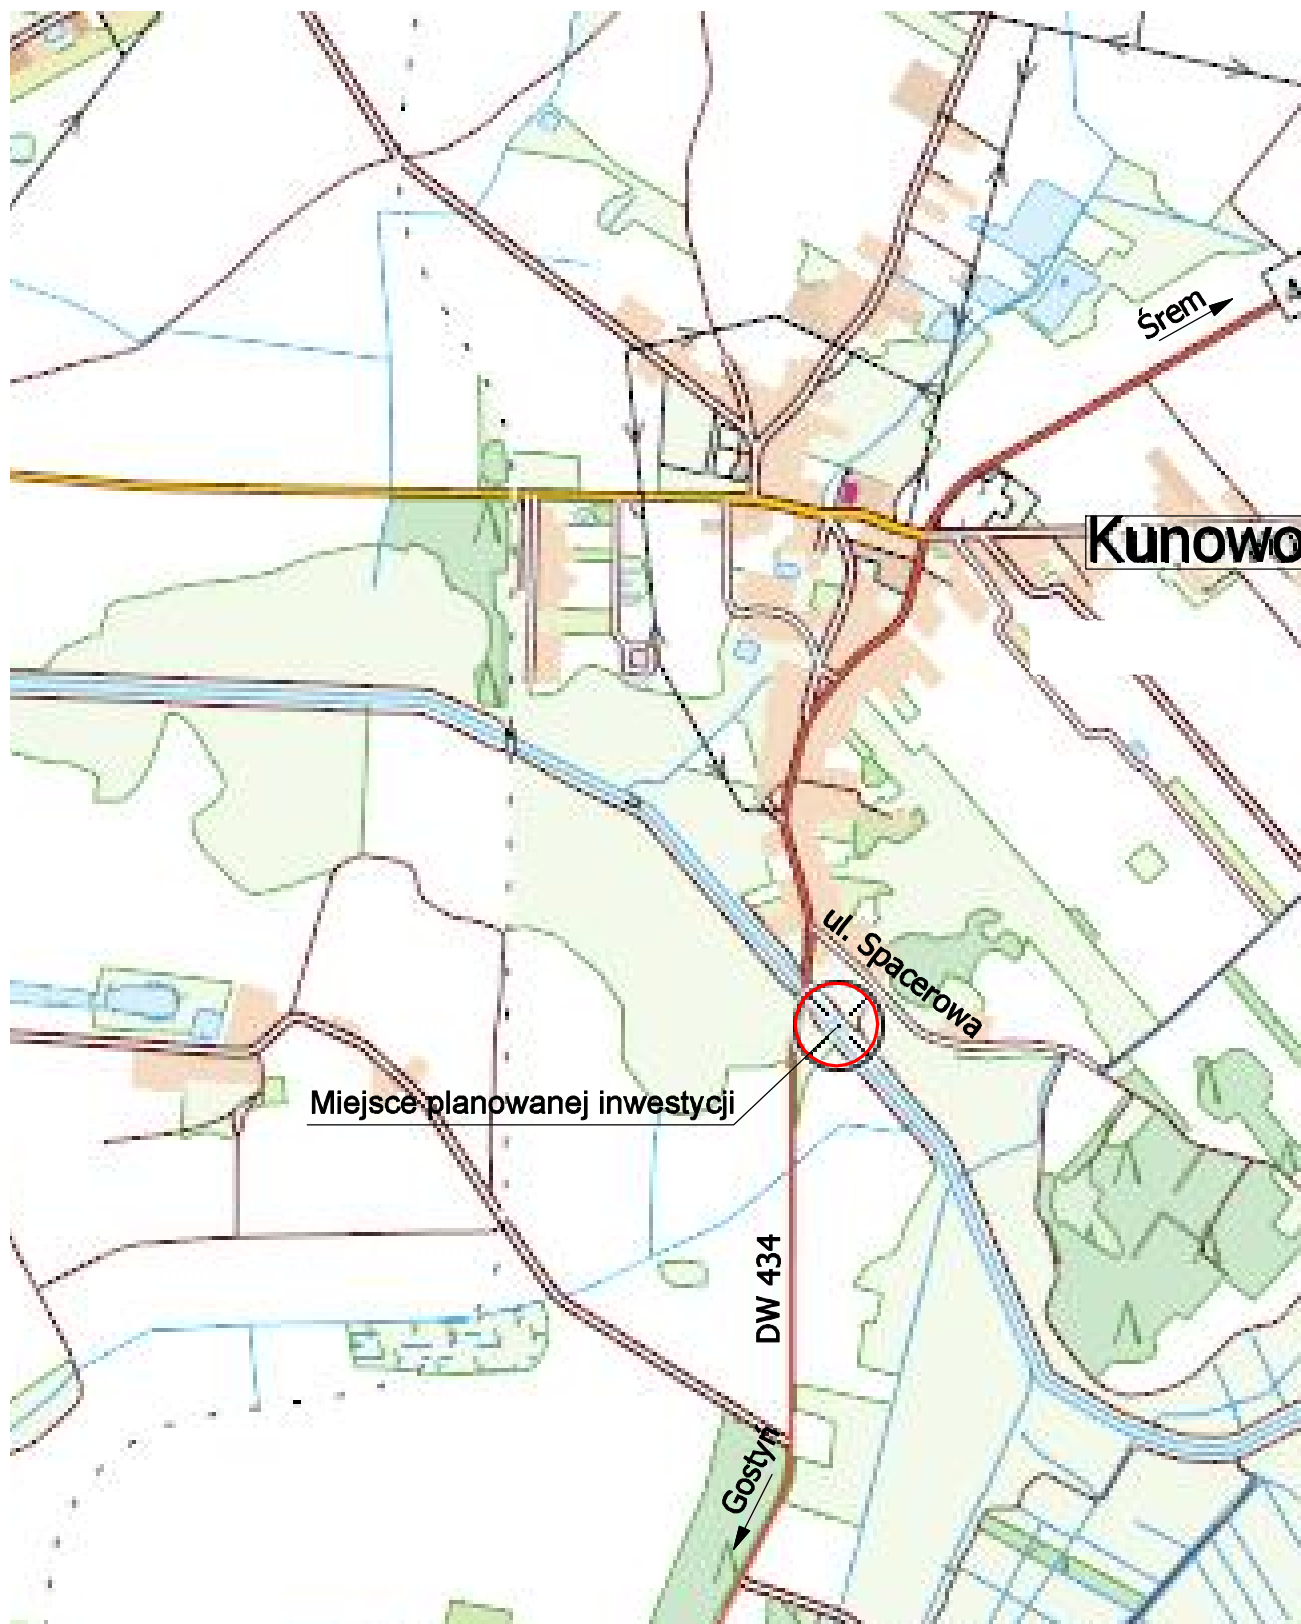 Śrem
Kunowo
ul. Spacerowa
Miejsce planowanej inwestycji
DW 434
Gostyń